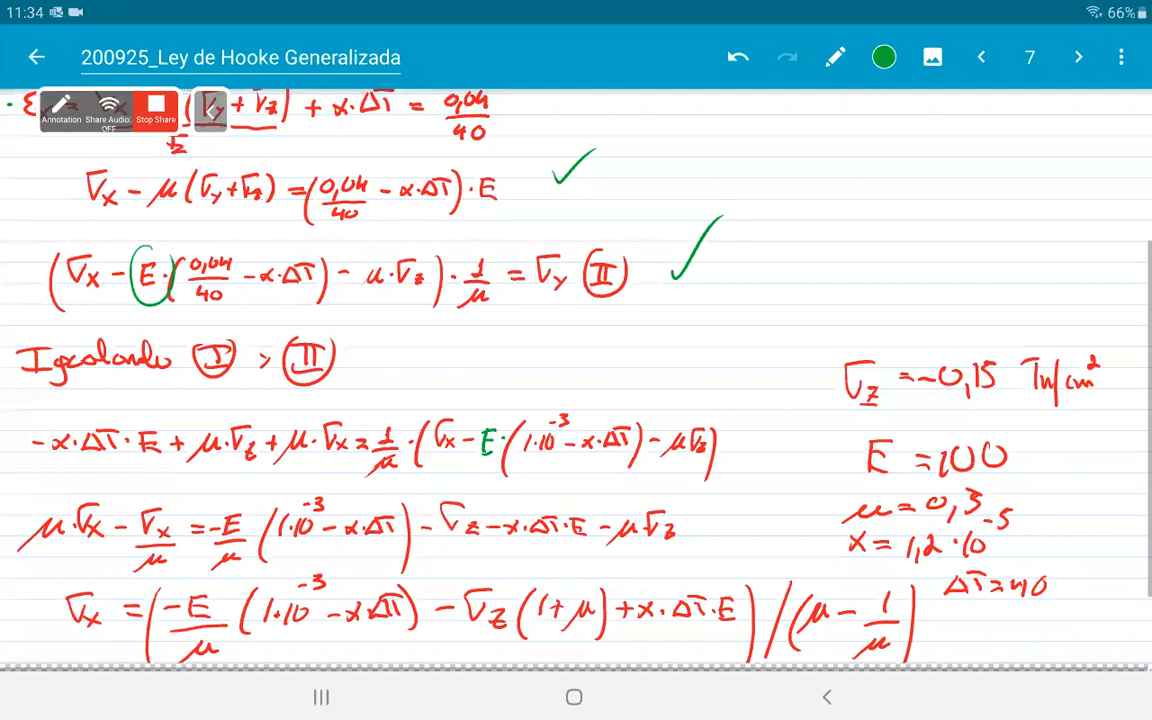 11:34 66%
200925_Ley de Hooke Generalizada 7
Annotation Share Audio: OFF Stop Share
(σy + σz) + α·ΔT = 0,04/40
σx - μ(σy+σz) = (0,04/40 - α·ΔT)·E
(σx - E·(0,04/40 - α·ΔT) - μ·σz)·1/μ = σy (II)
Igualando (I) > (II)
σz = -0,15 Tn/cm²
-α·ΔT·E + μ·σz + μ·σx = 1/μ·(σx - E·(1·10⁻³ - α·ΔT) - μσz)
E = 100
μ = 0,3
μ·σx - σx/μ = -E/μ (1·10⁻³ - α·ΔT) - σz - α·ΔT·E - μσz
α = 1,2·10⁻⁵
ΔT = 40
σx = (-E/μ (1·10⁻³ - αΔT) - σz(1+μ) + α·ΔT·E) / (μ - 1/μ)